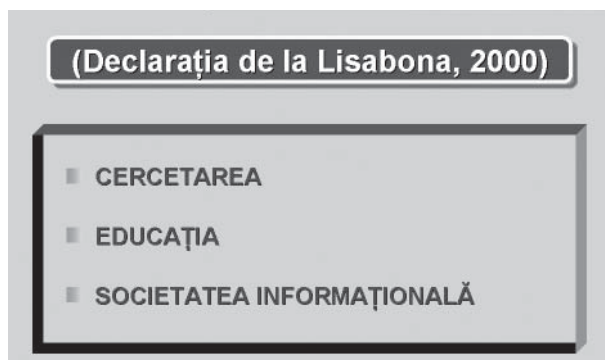 (Declarația de la Lisabona, 2000)
CERCETAREA
EDUCAȚIA
SOCIETATEA INFORMAȚIONALĂ